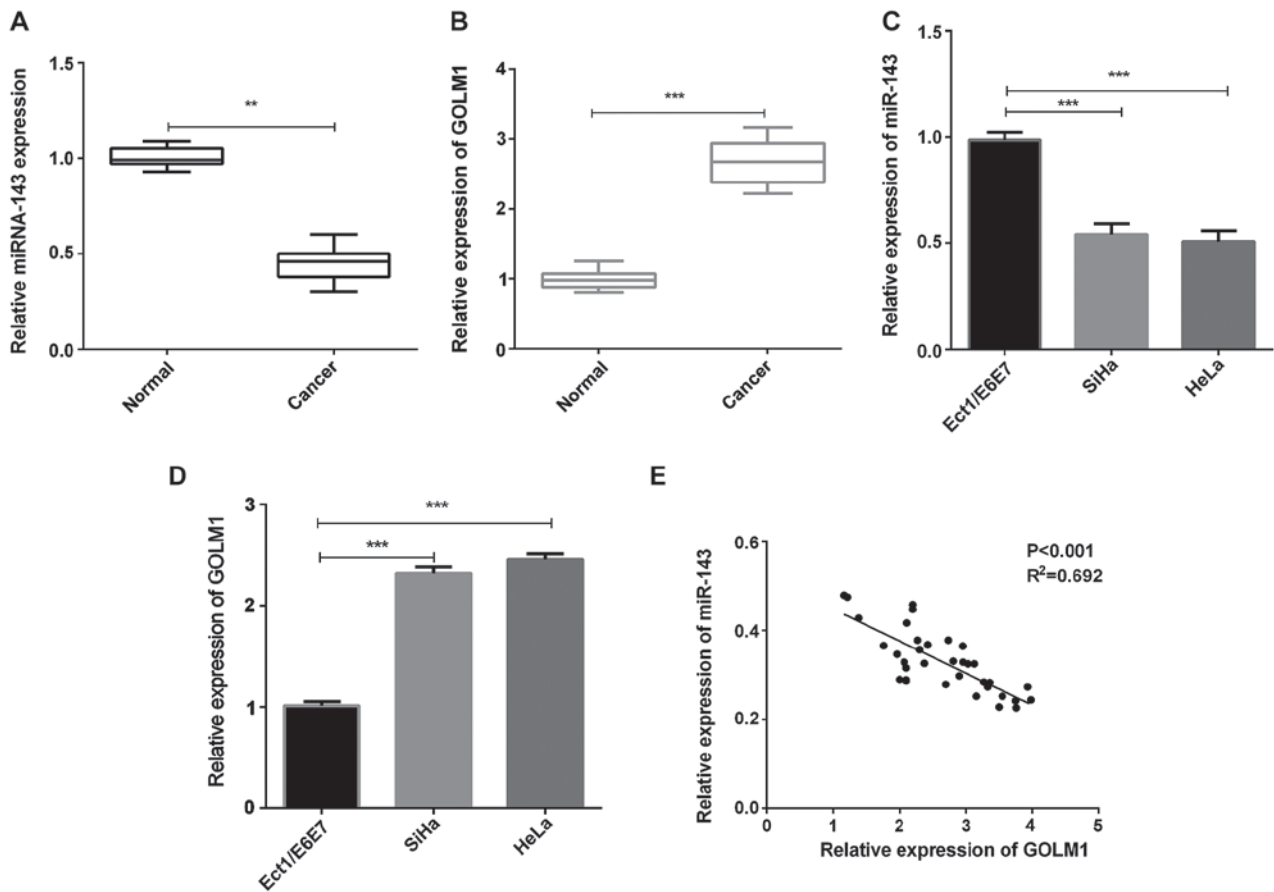 A
Relative miRNA-143 expression
1.5
1.0
0.5
0.0
**
Normal
Cancer
B
Relative expression of GOLM1
4
3
2
1
0
***
Normal
Cancer
C
Relative expression of miR-143
1.5
1.0
0.5
0.0
***
***
Ect1/E6E7
SiHa
HeLa
D
Relative expression of GOLM1
3
2
1
0
***
***
Ect1/E6E7
SiHa
HeLa
E
Relative expression of miR-143
0.6
0.4
0.2
0.0
P<0.001
R²=0.692
0
1
2
3
4
5
Relative expression of GOLM1